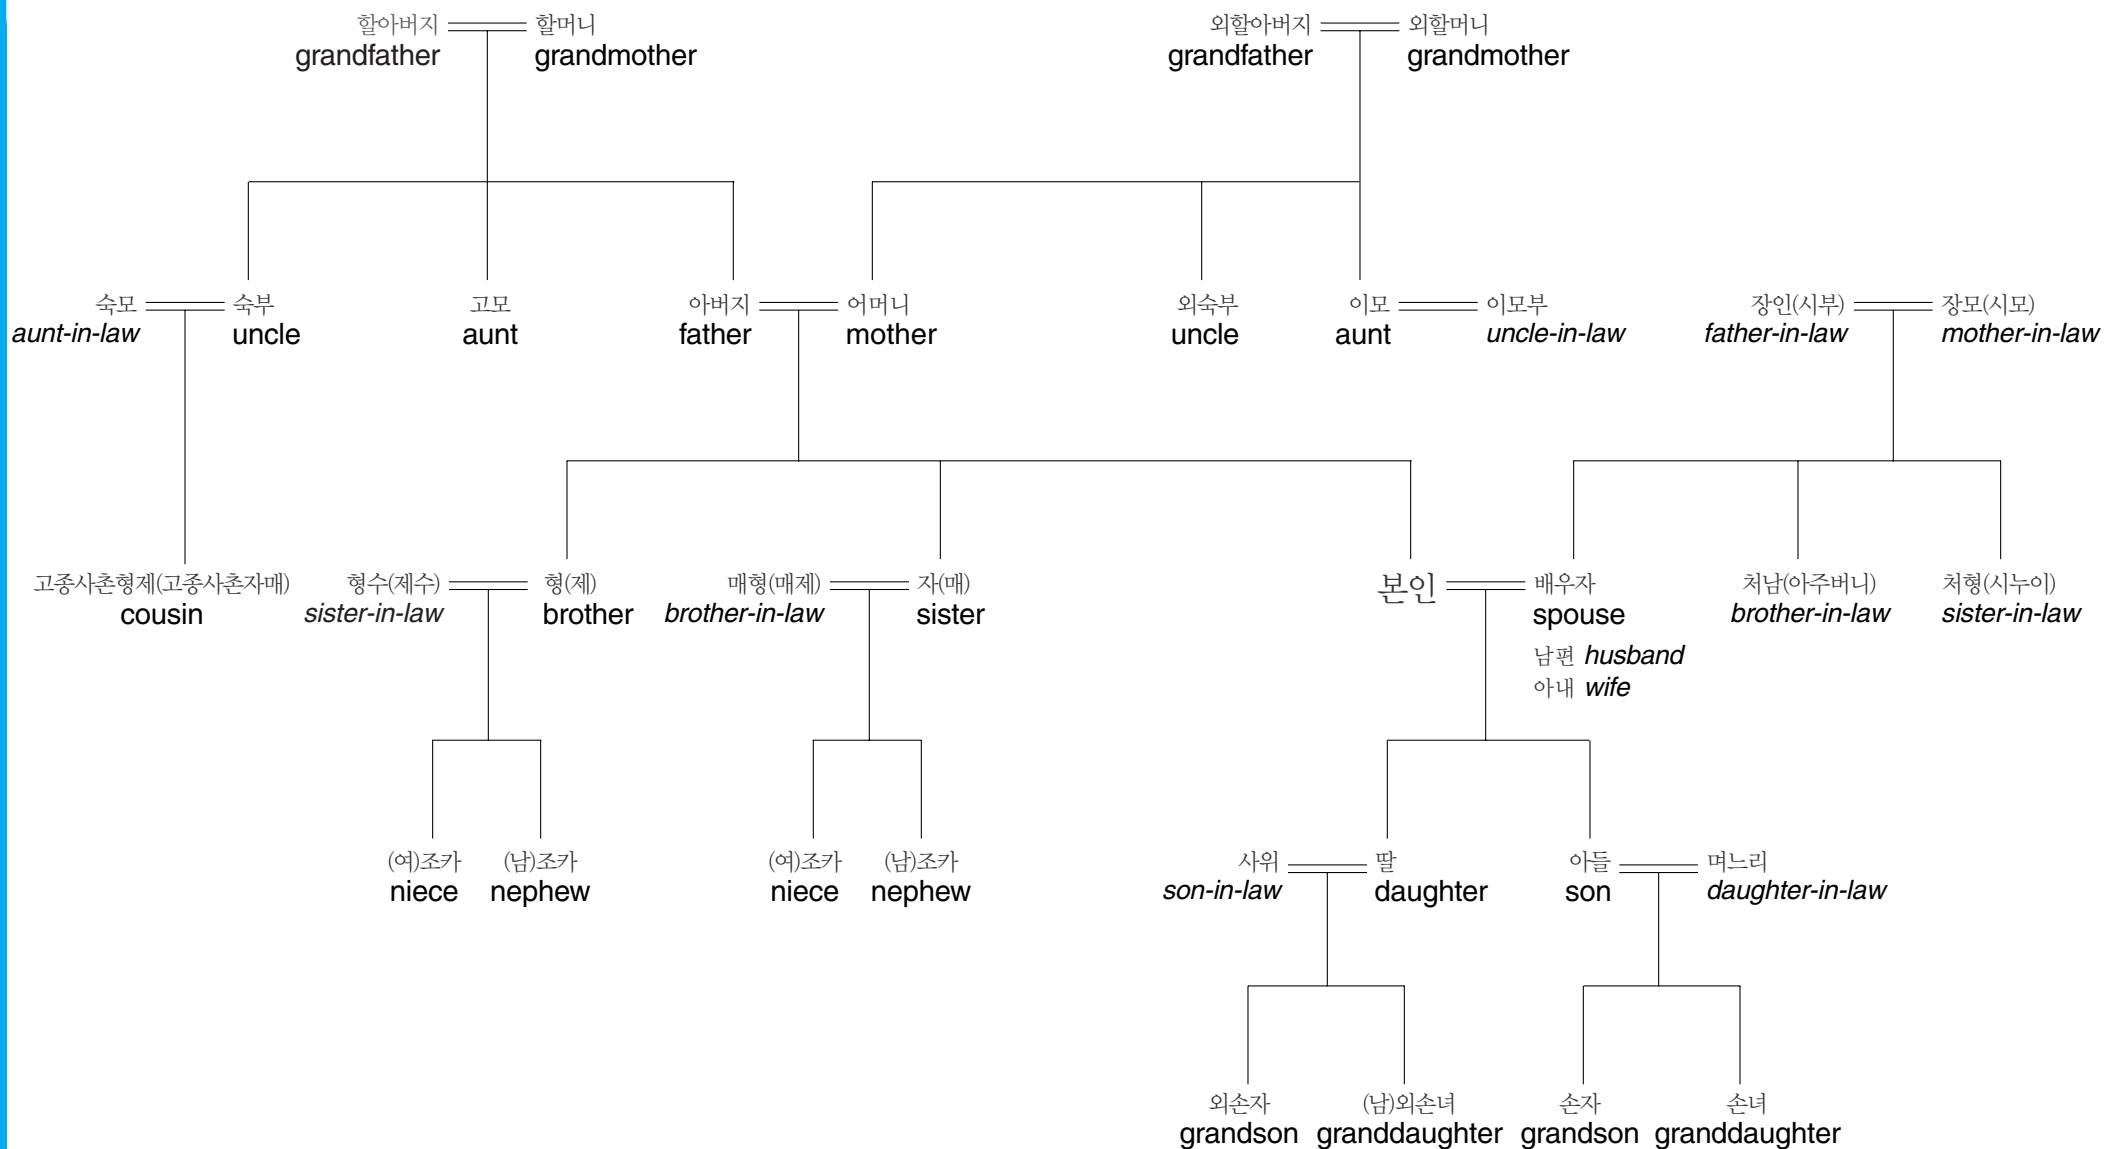 할아버지 할머니 외할아버지 외할머니
grandfather grandmother grandfather grandmother
숙모 숙부 고모 아버지 어머니 외숙부 이모 이모부 장인(시부) 장모(시모)
aunt-in-law uncle aunt father mother uncle aunt uncle-in-law father-in-law mother-in-law
고종사촌형제(고종사촌자매) 형수(제수) 형(제) 매형(매제) 자(매) 본인 배우자 처남(아주버니) 처형(시누이)
cousin sister-in-law brother brother-in-law sister spouse brother-in-law sister-in-law
남편 husband
아내 wife
(여)조카 (남)조카 (여)조카 (남)조카 사위 딸 아들 며느리
niece nephew niece nephew son-in-law daughter son daughter-in-law
외손자 (남)외손녀 손자 손녀
grandson granddaughter grandson granddaughter